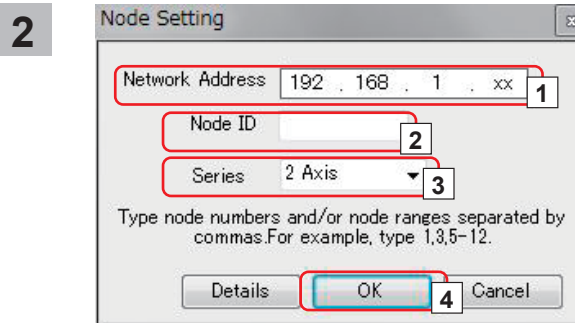 2
Node Setting
Network Address 192 . 168 . 1 . xx 1
Node ID 2
Series 2 Axis 3
Type node numbers and/or node ranges separated by
commas.For example, type 1,3,5-12.
Details OK 4 Cancel